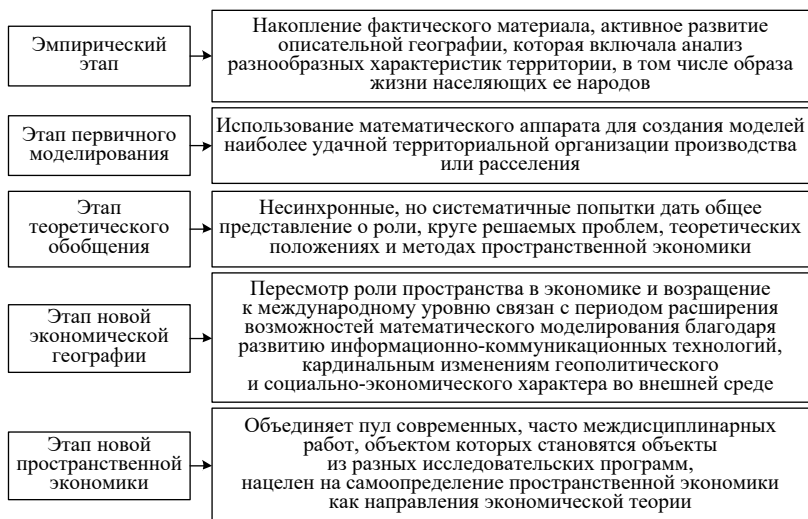 Эмпирический
этап
Накопление фактического материала, активное развитие
описательной географии, которая включала анализ
разнообразных характеристик территории, в том числе образа
жизни населяющих ее народов
Этап первичного
моделирования
Использование математического аппарата для создания моделей
наиболее удачной территориальной организации производства
или расселения
Этап
теоретического
обобщения
Несинхронные, но систематичные попытки дать общее
представление о роли, круге решаемых проблем, теоретических
положениях и методах пространственной экономики
Этап новой
экономической
географии
Пересмотр роли пространства в экономике и возращение
к международному уровню связан с периодом расширения
возможностей математического моделирования благодаря
развитию информационно-коммуникационных технологий,
кардинальным изменениям геополитического
и социально-экономического характера во внешней среде
Этап новой
пространственной
экономики
Объединяет пул современных, часто междисциплинарных
работ, объектом которых становятся объекты
из разных исследовательских программ,
нацелен на самоопределение пространственной экономики
как направления экономической теории